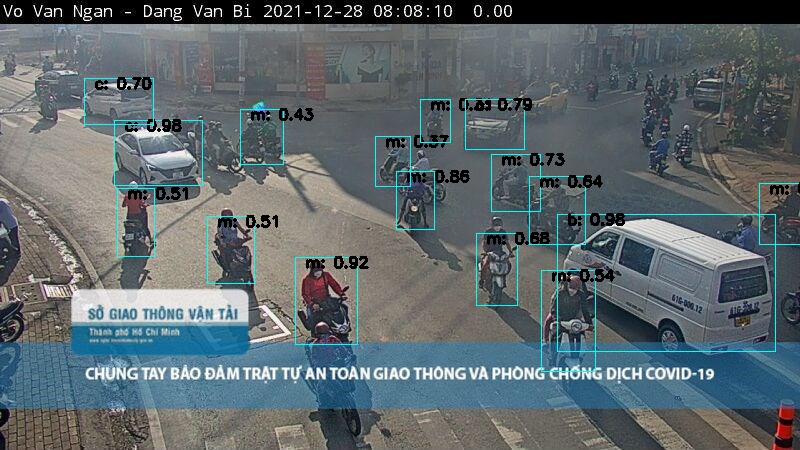 Vo Van Ngan - Dang Van Bi 2021-12-28 08:08:10 0.00
c: 0.70
m: 0.79
m: 0.43
c: 0.98
m: 0.37
m: 0.73
m: 0.86
m: 0.64
m: 0.51
m:
m: 0.51
b: 0.98
m: 0.68
m: 0.92
m: 0.54
SỞ GIAO THÔNG VẬN TẢI
Thành phố Hồ Chí Minh
CHUNG TAY BẢO ĐẢM TRẬT TỰ AN TOÀN GIAO THÔNG VÀ PHÒNG CHỐNG DỊCH COVID-19